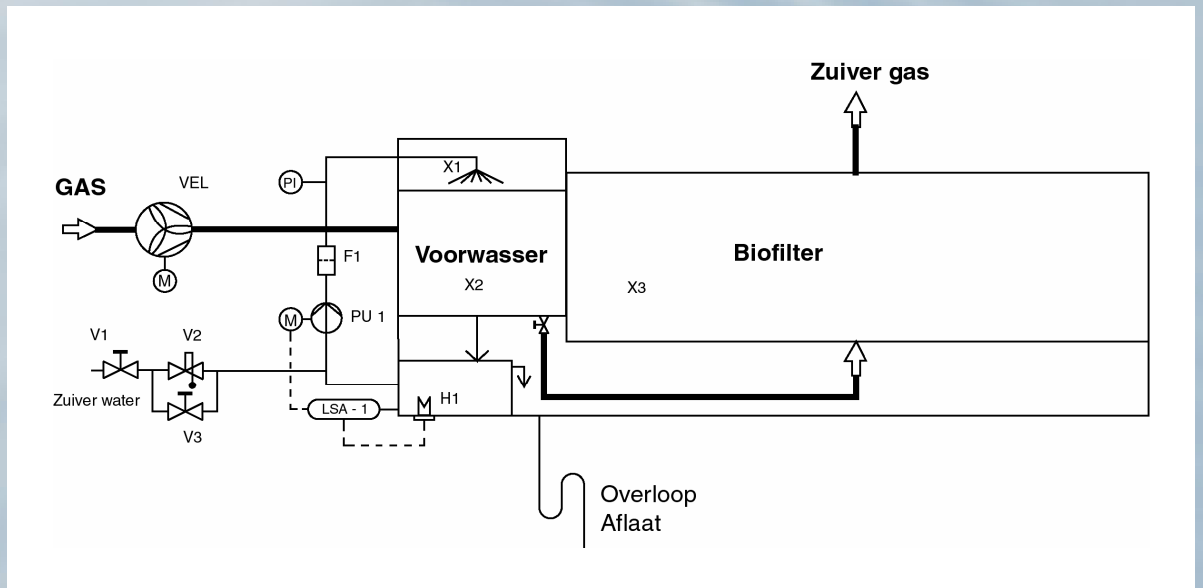 Zuiver gas
GAS
VEL
PI
X1
M
F1
Voorwasser
X2
Biofilter
X3
M
PU 1
V1
V2
Zuiver water
V3
LSA - 1
H1
Overloop
Aflaat